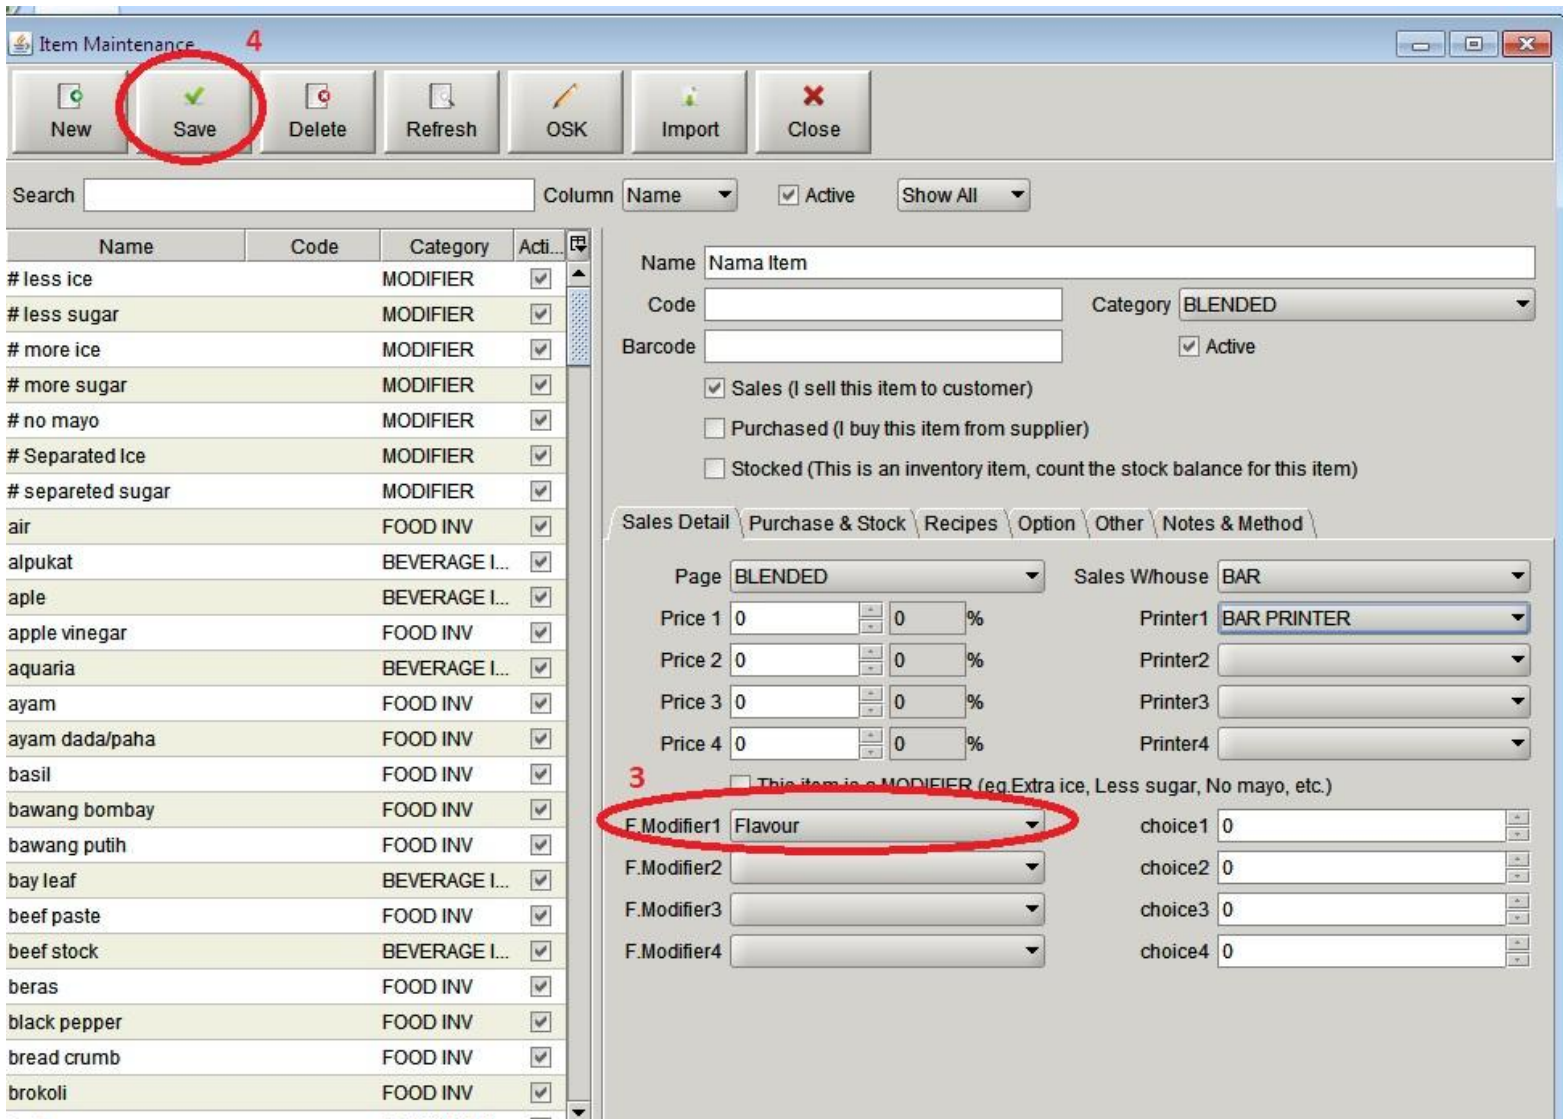 Item Maintenance 4
New Save Delete Refresh OSK Import Close
Search Column Name Active Show All
Name Code Category Acti...
# less ice MODIFIER
# less sugar MODIFIER
# more ice MODIFIER
# more sugar MODIFIER
# no mayo MODIFIER
# Separated Ice MODIFIER
# separeted sugar MODIFIER
air FOOD INV
alpukat BEVERAGE I...
aple BEVERAGE I...
apple vinegar FOOD INV
aquaria BEVERAGE I...
ayam FOOD INV
ayam dada/paha FOOD INV
basil FOOD INV
bawang bombay FOOD INV
bawang putih FOOD INV
bay leaf BEVERAGE I...
beef paste FOOD INV
beef stock BEVERAGE I...
beras FOOD INV
black pepper FOOD INV
bread crumb FOOD INV
brokoli FOOD INV
Name Nama Item
Code Category BLENDED
Barcode Active
Sales (I sell this item to customer)
Purchased (I buy this item from supplier)
Stocked (This is an inventory item, count the stock balance for this item)
Sales Detail Purchase & Stock Recipes Option Other Notes & Method
Page BLENDED Sales W/house BAR
Price 1 0 0 % Printer1 BAR PRINTER
Price 2 0 0 % Printer2
Price 3 0 0 % Printer3
Price 4 0 0 % Printer4
3 This item is a MODIFIER (eg.Extra ice, Less sugar, No mayo, etc.)
F.Modifier1 Flavour choice1 0
F.Modifier2 choice2 0
F.Modifier3 choice3 0
F.Modifier4 choice4 0